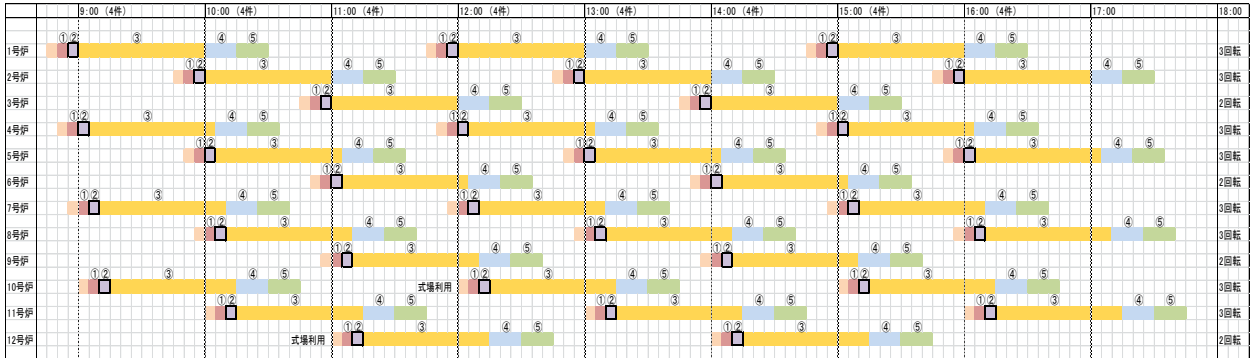 9:00 (4件) 10:00 (4件) 11:00 (4件) 12:00 (4件) 13:00 (4件) 14:00 (4件) 15:00 (4件) 16:00 (4件) 17:00 18:00
①② ③ ④ ⑤ ①② ③ ④ ⑤ ①② ③ ④ ⑤
1号炉 3回転
①② ③ ④ ⑤ ①② ③ ④ ⑤ ①② ③ ④ ⑤
2号炉 3回転
①② ③ ④ ⑤ ①② ③ ④ ⑤
3号炉 2回転
①② ③ ④ ⑤ ①② ③ ④ ⑤ ①② ③ ④ ⑤
4号炉 3回転
①② ③ ④ ⑤ ①② ③ ④ ⑤ ①② ③ ④ ⑤
5号炉 3回転
①② ③ ④ ⑤ ①② ③ ④ ⑤
6号炉 2回転
①② ③ ④ ⑤ ①② ③ ④ ⑤ ①② ③ ④ ⑤
7号炉 3回転
①② ③ ④ ⑤ ①② ③ ④ ⑤ ①② ③ ④ ⑤
8号炉 3回転
①② ③ ④ ⑤ ①② ③ ④ ⑤
9号炉 2回転
①② ③ ④ ⑤ ①② ③ ④ ⑤ ①② ③ ④ ⑤
10号炉 式場利用 3回転
①② ③ ④ ⑤ ①② ③ ④ ⑤ ①② ③ ④ ⑤
11号炉 3回転
①② ③ ④ ⑤ ①② ③ ④ ⑤
12号炉 式場利用 2回転